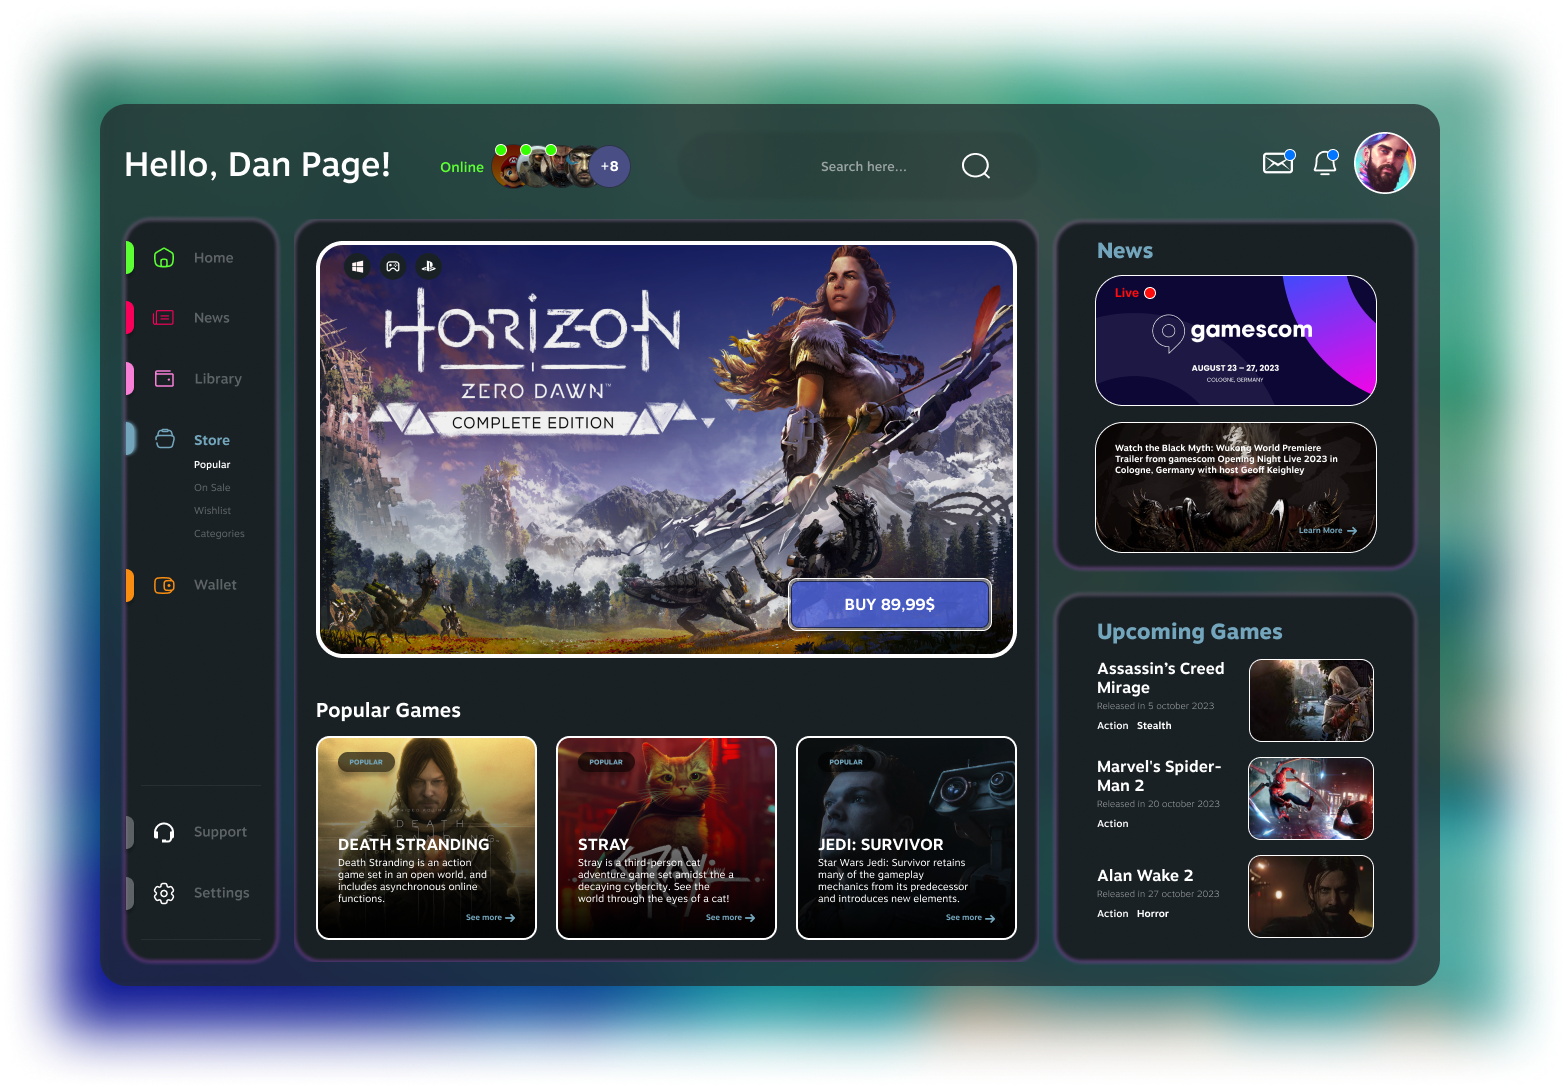 Hello, Dan Page!
Online
+8
Search here...
Home
News
Library
Store
Popular
On Sale
Wishlist
Categories
Wallet
Support
Settings
HORIZON
ZERO DAWN™
COMPLETE EDITION
BUY 89,99$
Popular Games
POPULAR
DEATH
DEATH STRANDING
Death Stranding is an action
game set in an open world, and
includes asynchronous online
functions.
See more
POPULAR
STRAY
Stray is a third-person cat
adventure game set amidst the a
decaying cybercity. See the
world through the eyes of a cat!
See more
POPULAR
JEDI: SURVIVOR
Star Wars Jedi: Survivor retains
many of the gameplay
mechanics from its predecessor
and introduces new elements.
See more
News
Live
gamescom
AUGUST 23 – 27, 2023
COLOGNE, GERMANY
Watch the Black Myth: Wukong World Premiere
Trailer from gamescom Opening Night Live 2023 in
Cologne, Germany with host Geoff Keighley
Learn More
Upcoming Games
Assassin's Creed
Mirage
Released in 5 october 2023
Action Stealth
Marvel's Spider-
Man 2
Released in 20 october 2023
Action
Alan Wake 2
Released in 27 october 2023
Action Horror